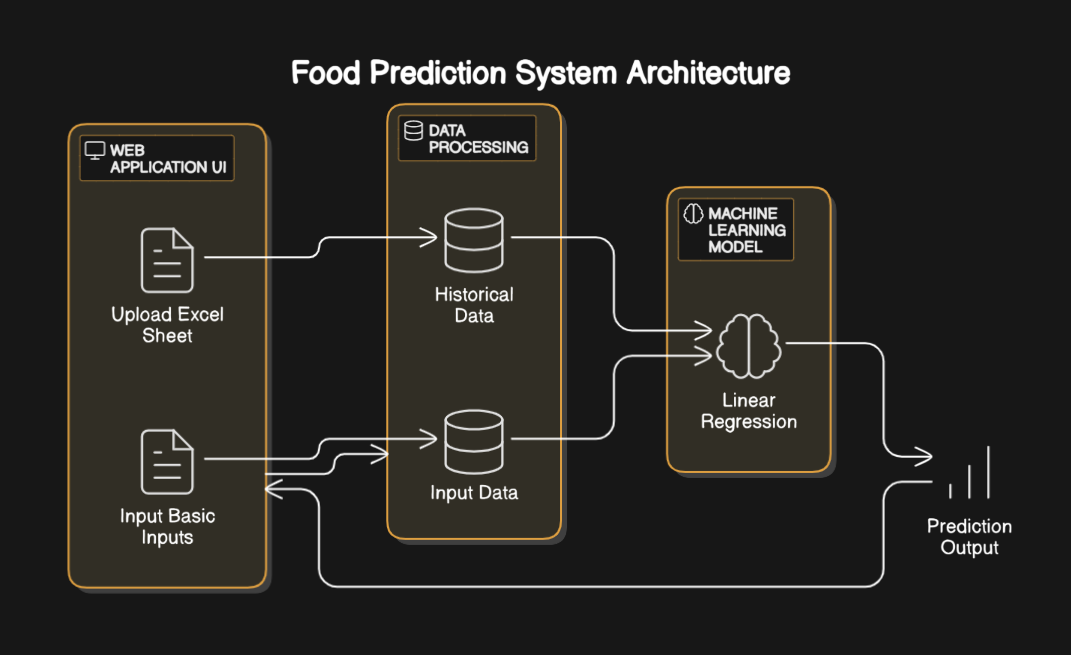 Food Prediction System Architecture
WEB
APPLICATION UI
Upload Excel
Sheet
Input Basic
Inputs
DATA
PROCESSING
Historical
Data
Input Data
MACHINE
LEARNING
MODEL
Linear
Regression
Prediction
Output